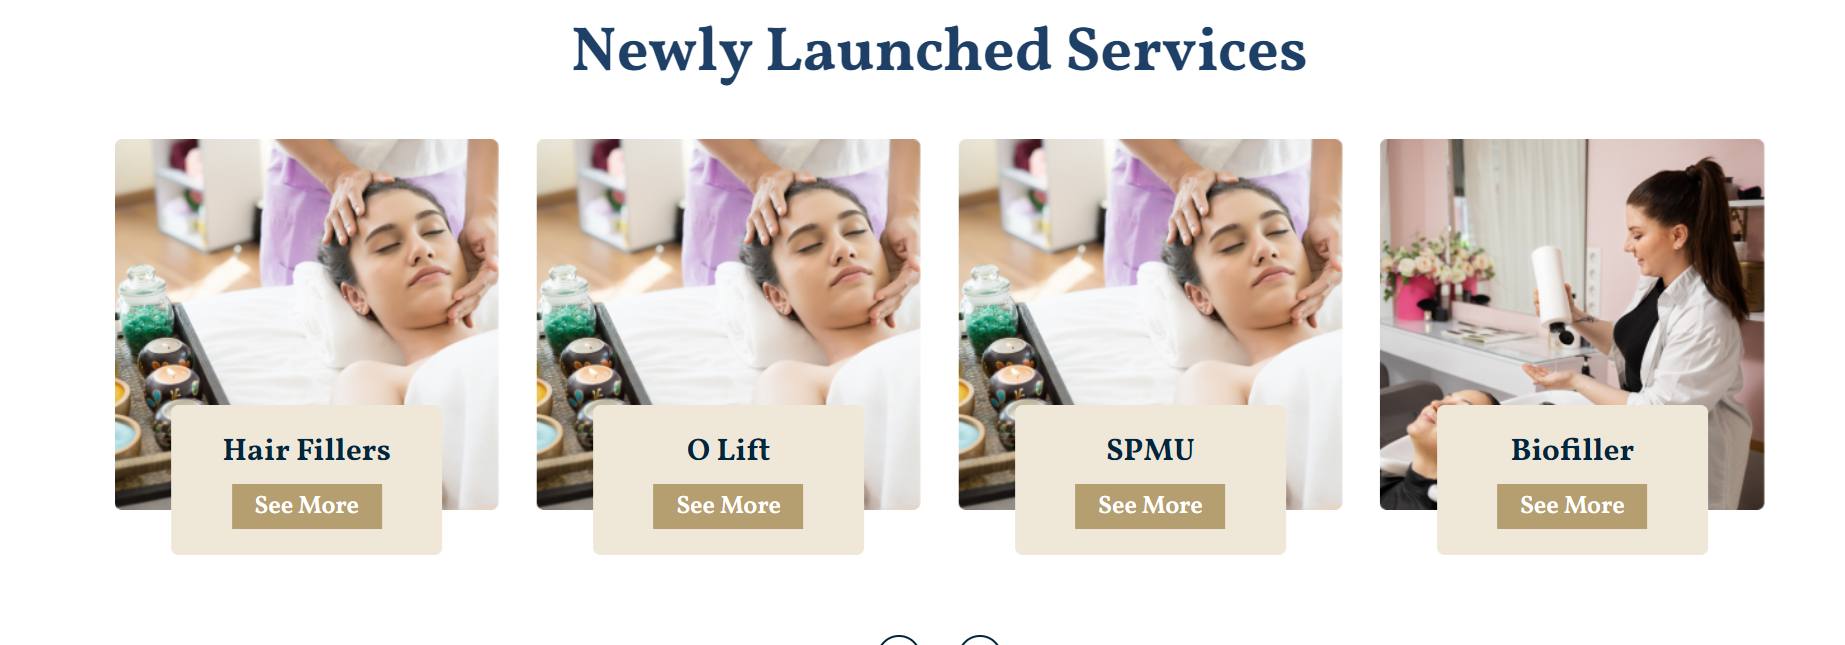 Newly Launched Services
Hair Fillers
See More
O Lift
See More
SPMU
See More
Biofiller
See More